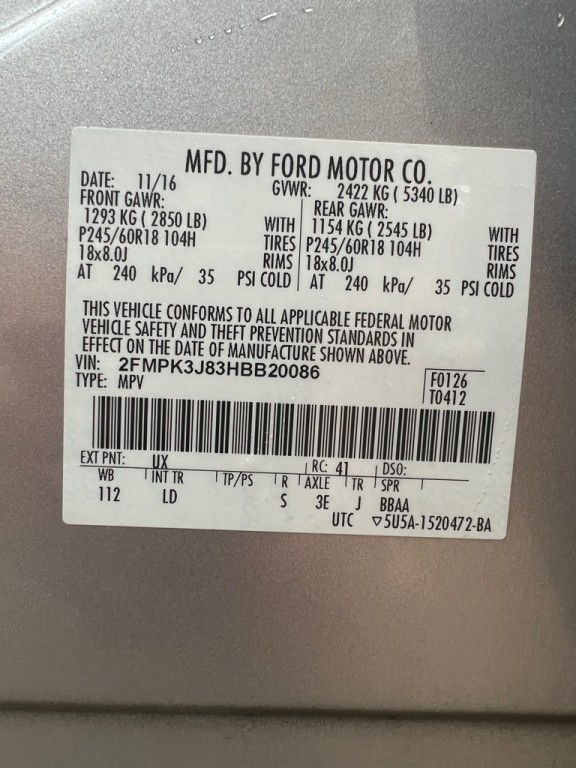 MFD. BY FORD MOTOR CO.
DATE: 11/16 GVWR: 2422 KG ( 5340 LB)
FRONT GAWR: REAR GAWR:
1293 KG ( 2850 LB) WITH 1154 KG ( 2545 LB) WITH
P245/60R18 104H TIRES P245/60R18 104H TIRES
18x8.0J RIMS 18x8.0J RIMS
AT 240 kPa/ 35 PSI COLD AT 240 kPa/ 35 PSI COLD
THIS VEHICLE CONFORMS TO ALL APPLICABLE FEDERAL MOTOR
VEHICLE SAFETY AND THEFT PREVENTION STANDARDS IN
EFFECT ON THE DATE OF MANUFACTURE SHOWN ABOVE.
VIN: 2FMPK3J83HBB20086 F0126
TYPE: MPV T0412
EXT PNT: UX RC: 41 DSO:
WB INT TR TP/PS R AXLE TR SPR
112 LD S 3E J BBAA
UTC ▽5U5A-1520472-BA